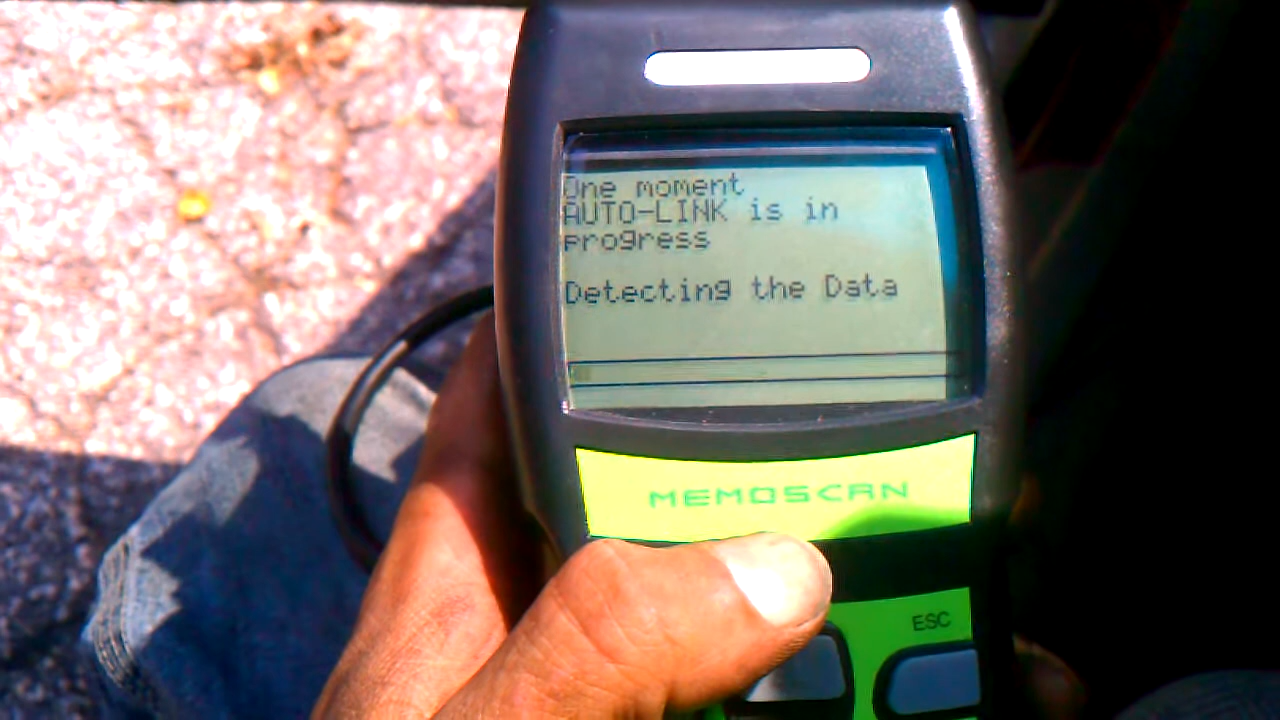 One moment
AUTO-LINK is in
progress
Detecting the Data
MEMOSCAN
ESC